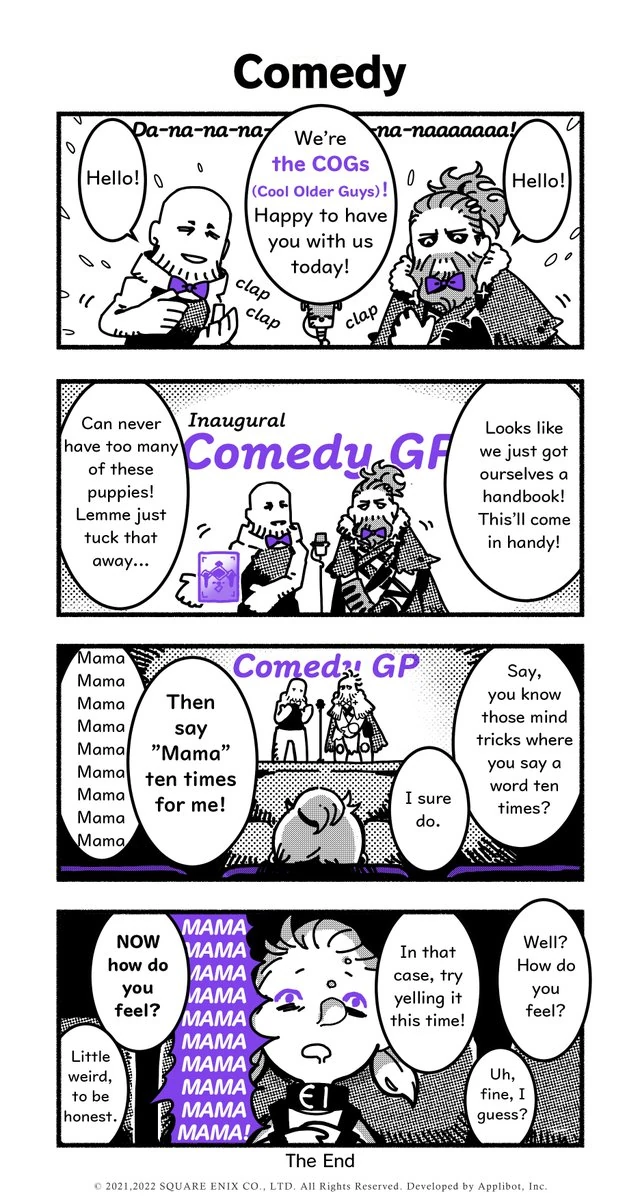 Comedy
Da-na-na-na-
-na-naaaaaaa!
Hello!
We're
the COGs
(Cool Older Guys)!
Happy to have
you with us
today!
Hello!
clap
clap
clap
Inaugural
Comedy GP
Looks like
we just got
ourselves a
handbook!
This'll come
in handy!
Can never
have too many
of these
puppies!
Lemme just
tuck that
away...
Comedy GP
Say,
you know
those mind
tricks where
you say a
word ten
times?
I sure
do.
Then
say
"Mama"
ten times
for me!
Mama
Mama
Mama
Mama
Mama
Mama
Mama
Mama
Mama
Well?
How do
you
feel?
Uh,
fine, I
guess?
In that
case, try
yelling it
this time!
MAMA
MAMA
MAMA
MAMA
MAMA
MAMA
MAMA
MAMA
MAMA
MAMA!
NOW
how do
you
feel?
Little
weird,
to be
honest.
The End
© 2021,2022 SQUARE ENIX CO., LTD. All Rights Reserved. Developed by Applibot, Inc.